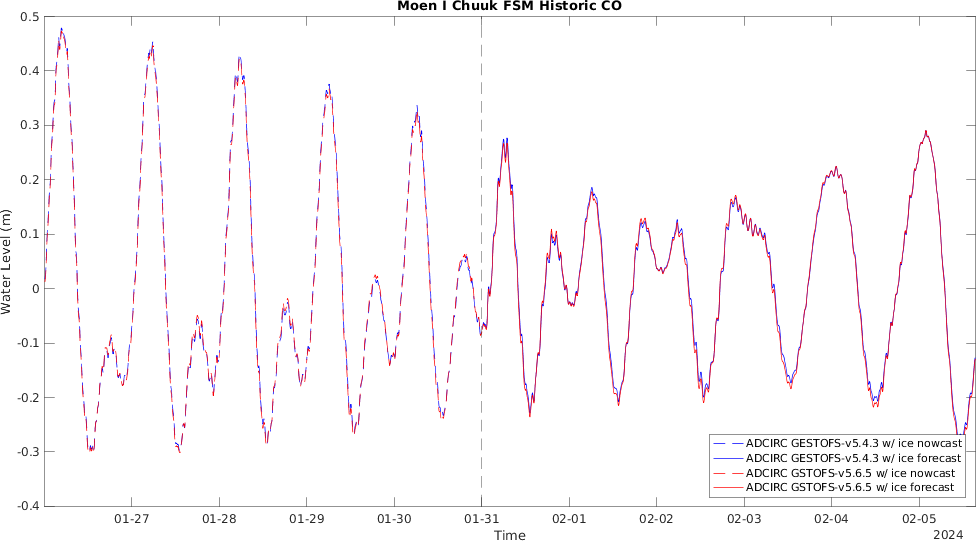 Moen I Chuuk FSM Historic CO
0.5
0.4
0.3
0.2
0.1
0
-0.1
-0.2
-0.3
-0.4
Water Level (m)
ADCIRC GESTOFS-v5.4.3 w/ ice nowcast
ADCIRC GESTOFS-v5.4.3 w/ ice forecast
ADCIRC GSTOFS-v5.6.5 w/ ice nowcast
ADCIRC GSTOFS-v5.6.5 w/ ice forecast
01-27 01-28 01-29 01-30 01-31 02-01 02-02 02-03 02-04 02-05
Time
2024